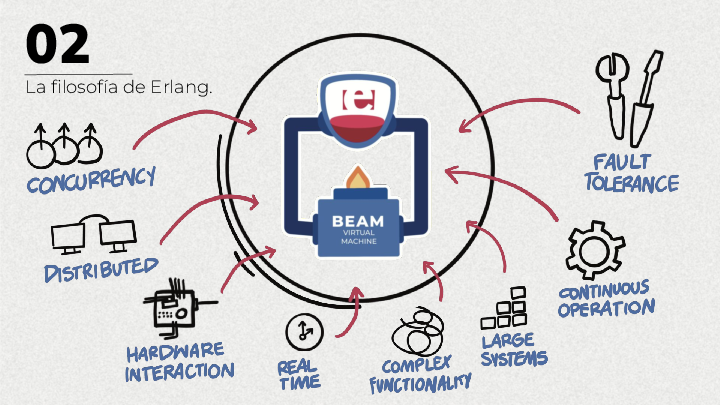 02
La filosofía de Erlang.
e
BEAM
VIRTUAL
MACHINE
CONCURRENCY
DISTRIBUTED
HARDWARE
INTERACTION
REAL
TIME
COMPLEX
FUNCTIONALITY
LARGE
SYSTEMS
CONTINUOUS
OPERATION
FAULT
TOLERANCE